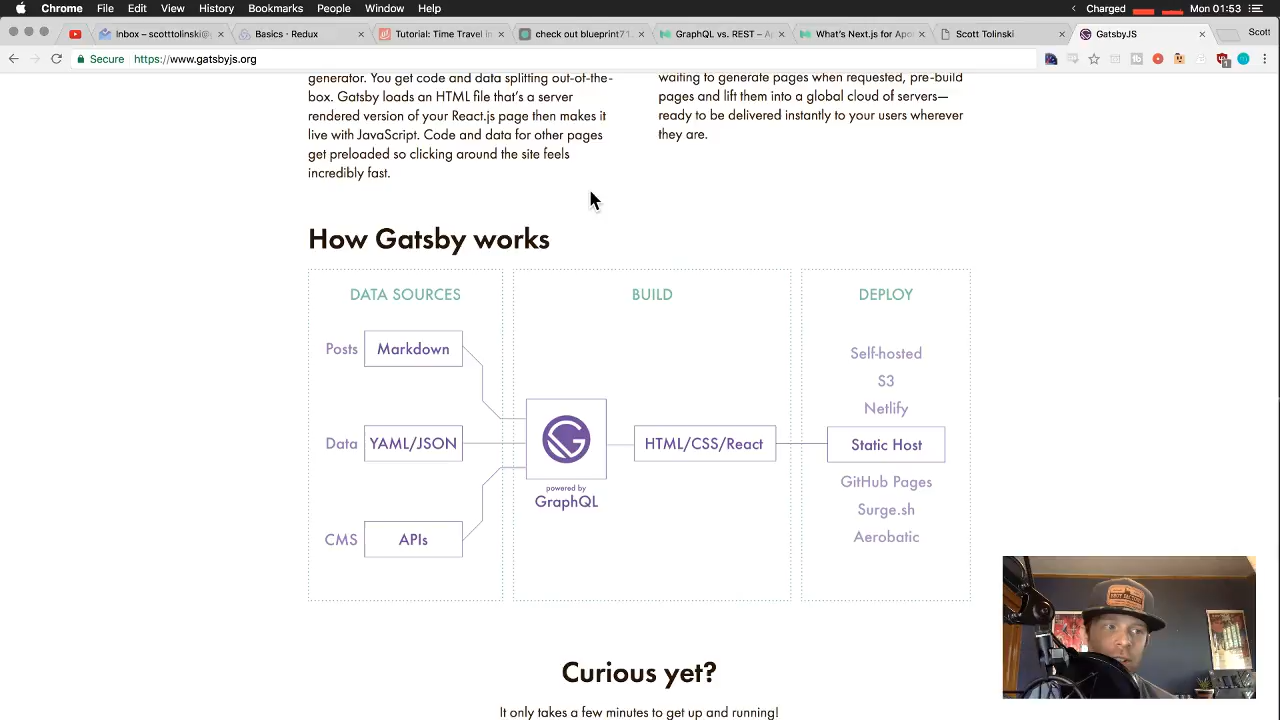 Chrome File Edit View History Bookmarks People Window Help Charged Mon 01:53
Inbox – scotttolinski@ Basics · Redux Tutorial: Time Travel in check out blueprint71. GraphQL vs. REST – Ap What's Next.js for Apo Scott Tolinski GatsbyJS Scott
Secure https://www.gatsbyjs.org
generator. You get code and data splitting out-of-the-
box. Gatsby loads an HTML file that's a server
rendered version of your React.js page then makes it
live with JavaScript. Code and data for other pages
get preloaded so clicking around the site feels
incredibly fast.
waiting to generate pages when requested, pre-build
pages and lift them into a global cloud of servers—
ready to be delivered instantly to your users wherever
they are.
How Gatsby works
DATA SOURCES
Posts Markdown
Data YAML/JSON
CMS APIs
BUILD
powered by
GraphQL
HTML/CSS/React
DEPLOY
Self-hosted
S3
Netlify
Static Host
GitHub Pages
Surge.sh
Aerobatic
Curious yet?
It only takes a few minutes to get up and running!